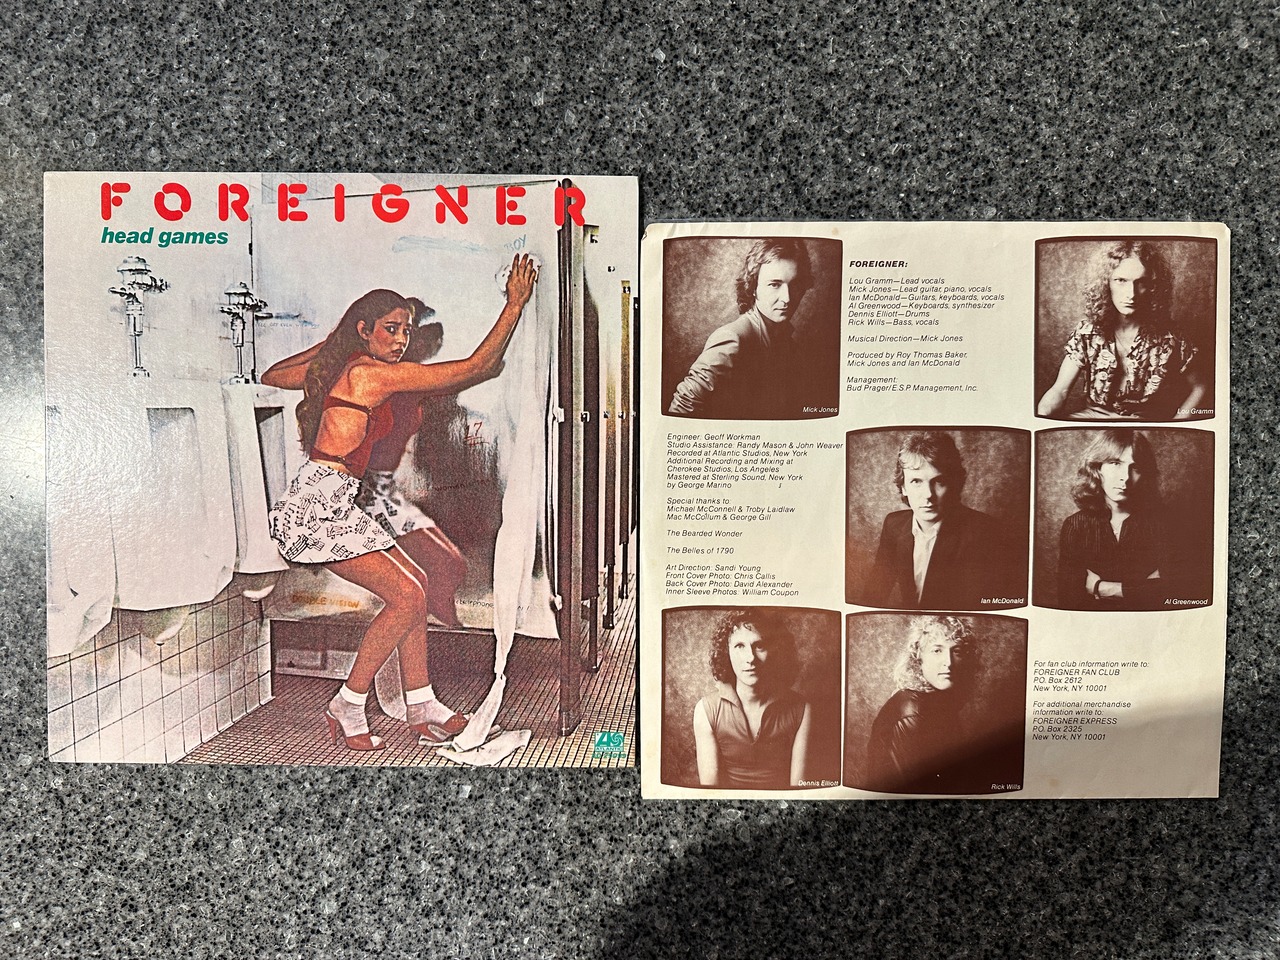 FOREIGNER
head games
BOY
7
DOUBLE VISION
ATLANTIC
Mick Jones
FOREIGNER:
Lou Gramm—Lead vocals
Mick Jones—Lead guitar, piano, vocals
Ian McDonald—Guitars, keyboards, vocals
Al Greenwood—Keyboards, synthesizer
Dennis Elliott—Drums
Rick Wills—Bass, vocals
Musical Direction—Mick Jones
Produced by Roy Thomas Baker,
Mick Jones and Ian McDonald
Management:
Bud Prager/E.S.P. Management, Inc.
Lou Gramm
Engineer: Geoff Workman
Studio Assistance: Randy Mason & John Weaver
Recorded at Atlantic Studios, New York
Additional Recording and Mixing at
Cherokee Studios, Los Angeles
Mastered at Sterling Sound, New York
by George Marino
Special thanks to:
Michael McConnell & Troby Laidlaw
Mac McCollum & George Gill
The Bearded Wonder
The Belles of 1790
Art Direction: Sandi Young
Front Cover Photo: Chris Callis
Back Cover Photo: David Alexander
Inner Sleeve Photos: William Coupon
Ian McDonald
Al Greenwood
Dennis Elliott
Rick Wills
For fan club information write to:
FOREIGNER FAN CLUB
P.O. Box 2612
New York, NY 10001
For additional merchandise
information write to:
FOREIGNER EXPRESS
P.O. Box 2325
New York, NY 10001